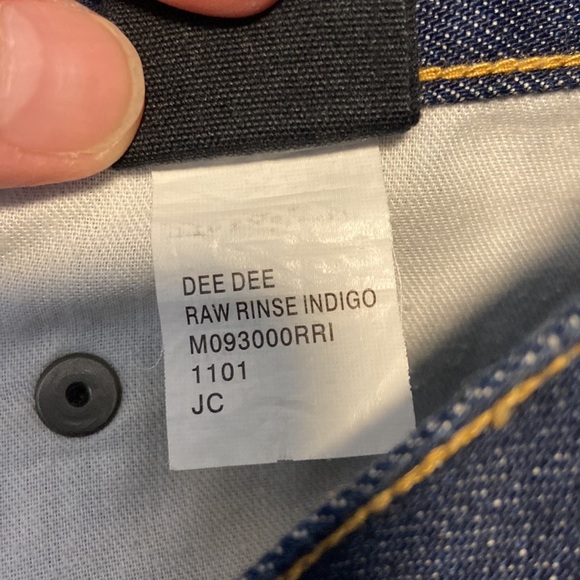 DEE DEE
RAW RINSE INDIGO
M093000RRI
1101
JC